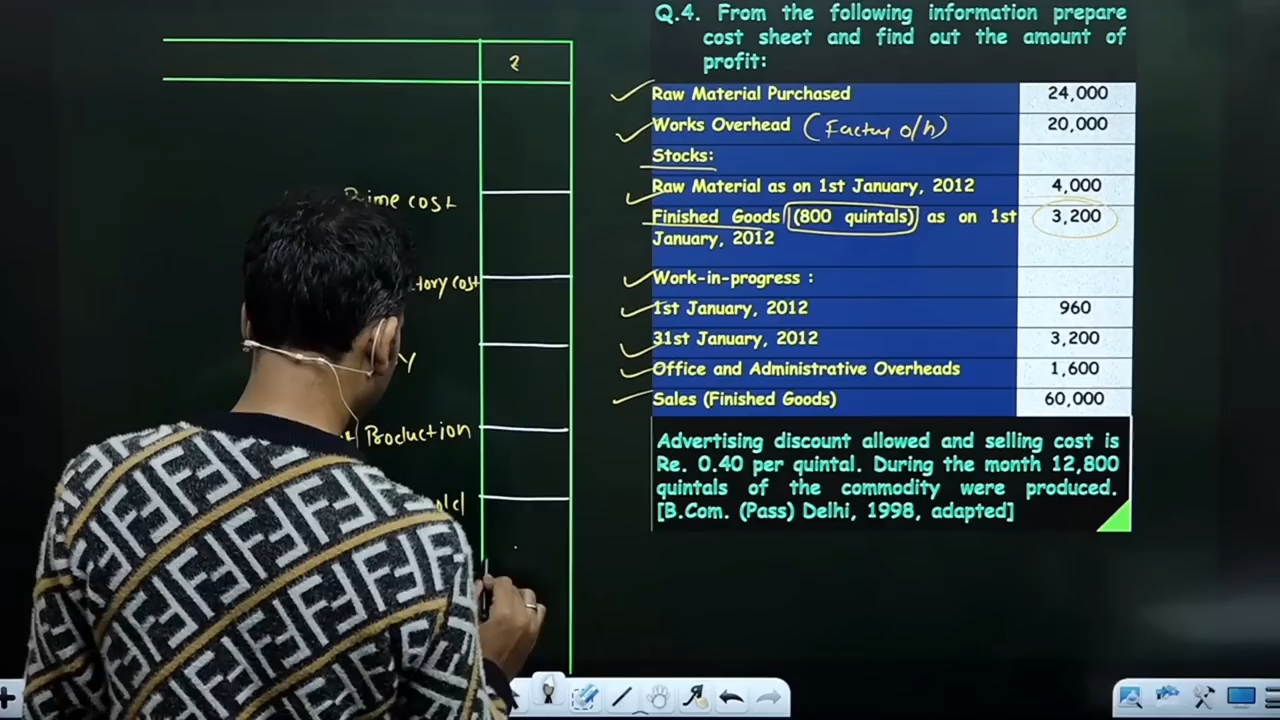 ₹
Prime cost
tory cost
y
Production
old
Q.4. From the following information prepare
cost sheet and find out the amount of
profit:
Raw Material Purchased 24,000
Works Overhead (Factory o/h) 20,000
Stocks:
Raw Material as on 1st January, 2012 4,000
Finished Goods (800 quintals) as on 1st 3,200
January, 2012
Work-in-progress :
1st January, 2012 960
31st January, 2012 3,200
Office and Administrative Overheads 1,600
Sales (Finished Goods) 60,000
Advertising discount allowed and selling cost is
Re. 0.40 per quintal. During the month 12,800
quintals of the commodity were produced.
[B.Com. (Pass) Delhi, 1998, adapted]